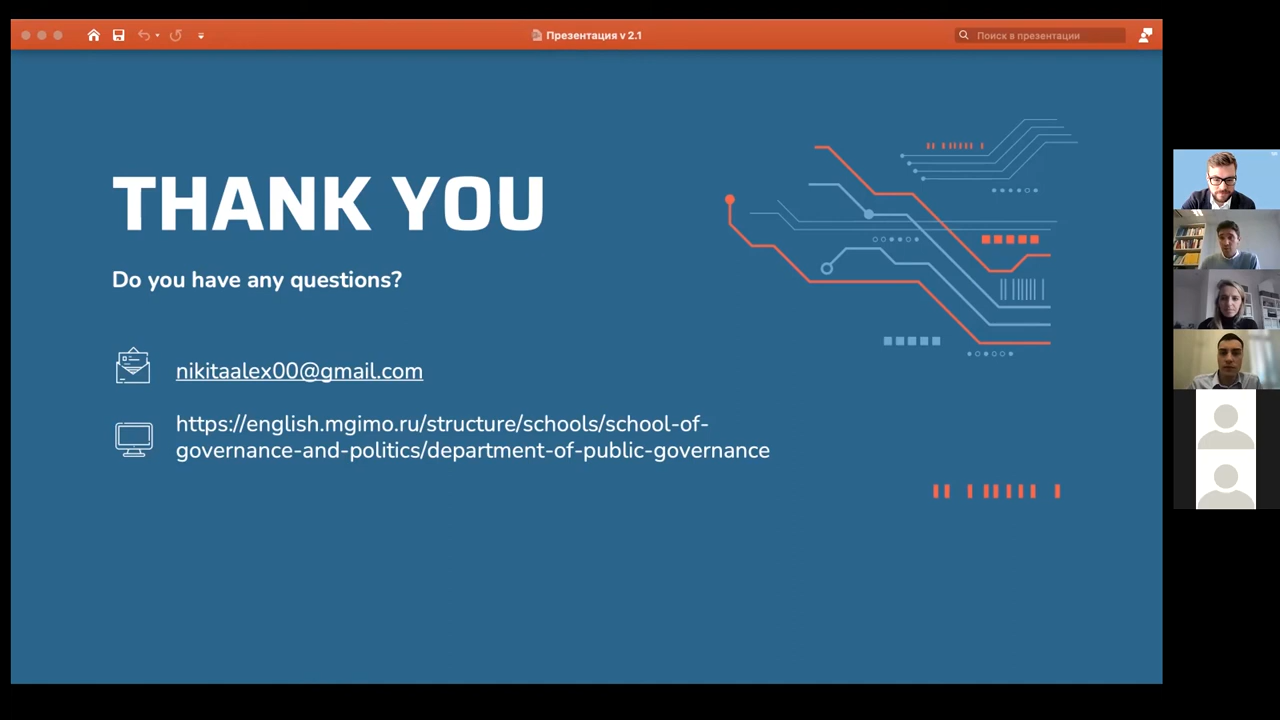 Презентация v 2.1
Поиск в презентации
THANK YOU
Do you have any questions?
nikitaalex00@gmail.com
https://english.mgimo.ru/structure/schools/school-of-
governance-and-politics/department-of-public-governance